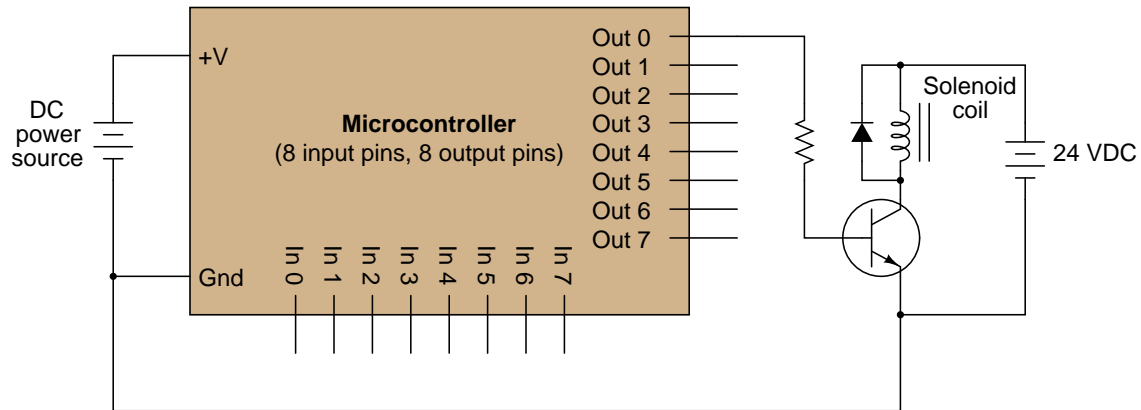 +V
Gnd
DC
power
source
Microcontroller
(8 input pins, 8 output pins)
Out 0
Out 1
Out 2
Out 3
Out 4
Out 5
Out 6
Out 7
In 0
In 1
In 2
In 3
In 4
In 5
In 6
In 7
Solenoid
coil
24 VDC